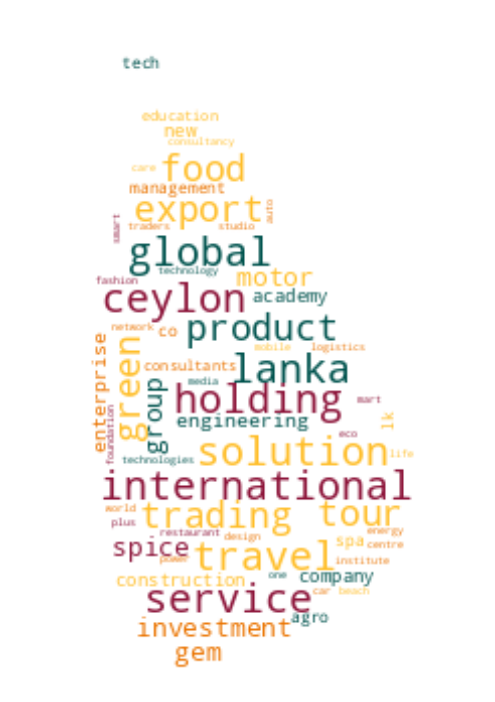 tech
education
new
consultancy
care
food
management
export
auto
traders
studio
smart
global
technology
fashion
motor
ceylon
academy
network
co
product
mobile
logistics
enterprise
green
consultants
lanka
group
media
holding
mart
foundation
engineering
lk
eco
technologies
solution
life
international
world
trading
tour
plus
restaurant
design
energy
spice
power
travel
spa
centre
institute
construction
one
company
service
car
beach
agro
investment
gem